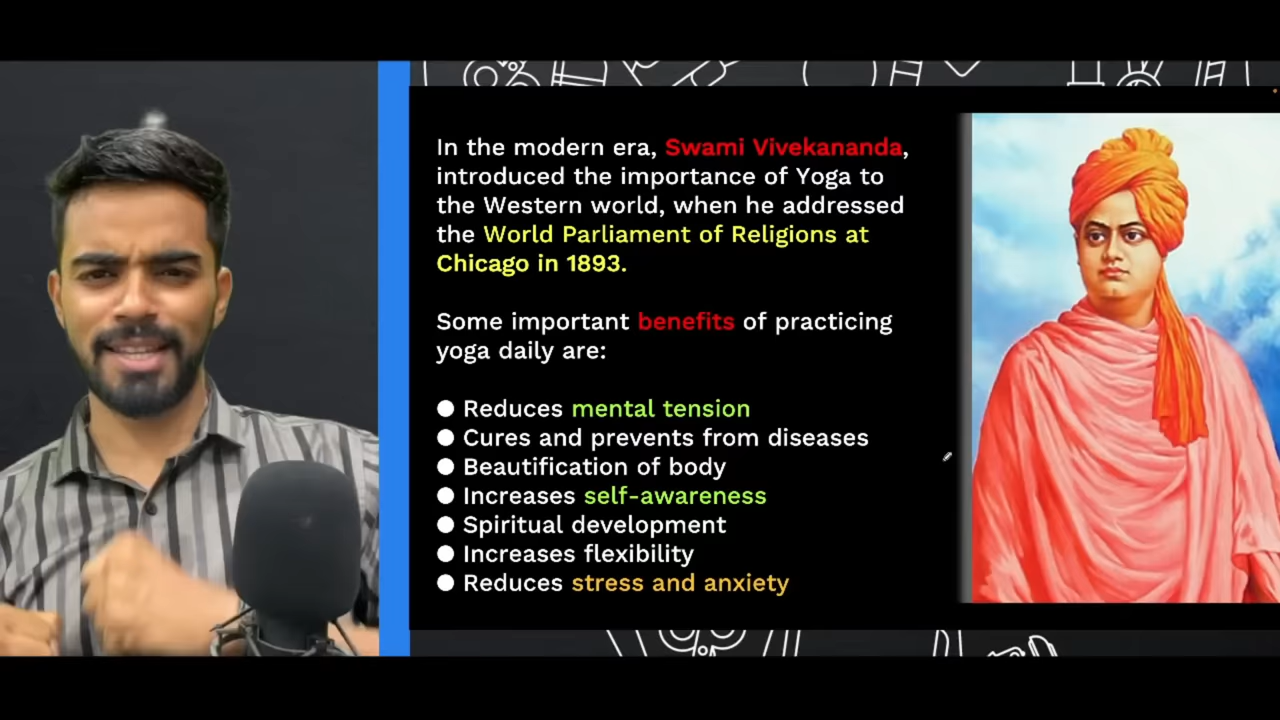 In the modern era, Swami Vivekananda,
introduced the importance of Yoga to
the Western world, when he addressed
the World Parliament of Religions at
Chicago in 1893.
Some important benefits of practicing
yoga daily are:
● Reduces mental tension
● Cures and prevents from diseases
● Beautification of body
● Increases self-awareness
● Spiritual development
● Increases flexibility
● Reduces stress and anxiety